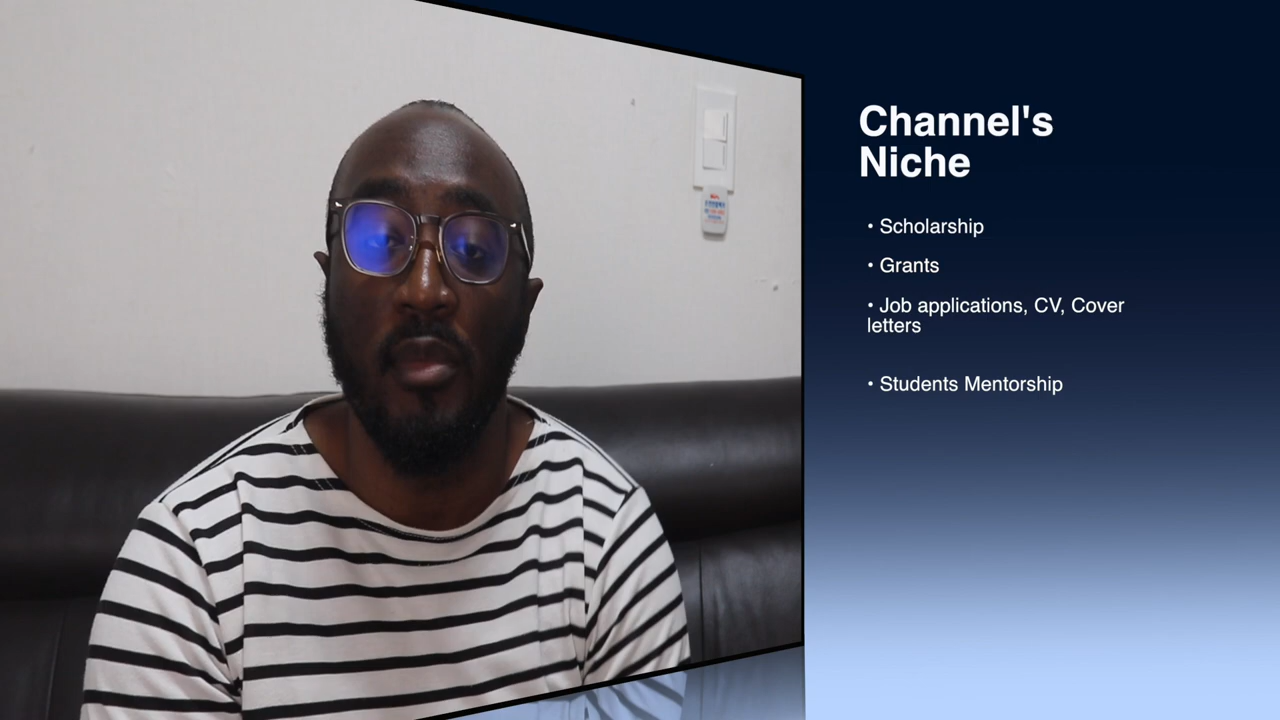 Channel's
Niche
• Scholarship
• Grants
• Job applications, CV, Cover
letters
• Students Mentorship